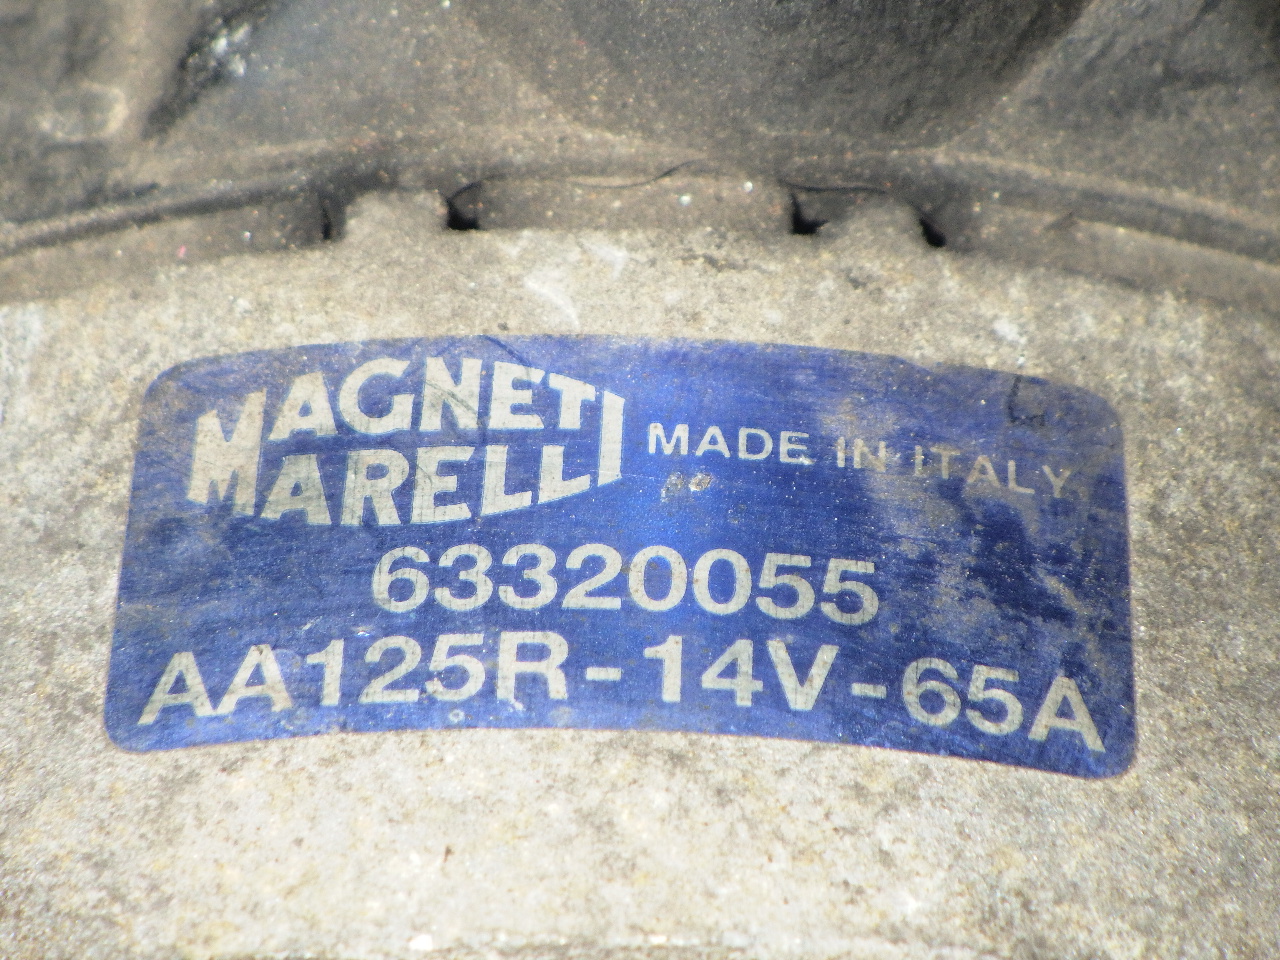 MAGNETI
MARELLI
MADE IN ITALY
63320055
AA125R-14V-65A